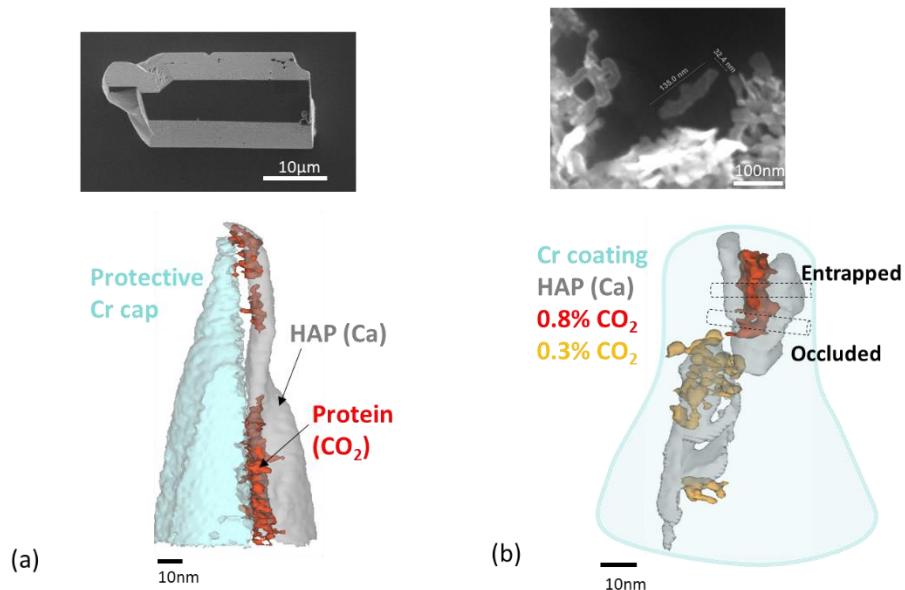 10µm
135.0 nm
32.4 nm
100nm
Protective
Cr cap
HAP (Ca)
Protein
(CO₂)
(a)
10nm
Cr coating
HAP (Ca)
0.8% CO₂
0.3% CO₂
Entrapped
Occluded
(b)
10nm